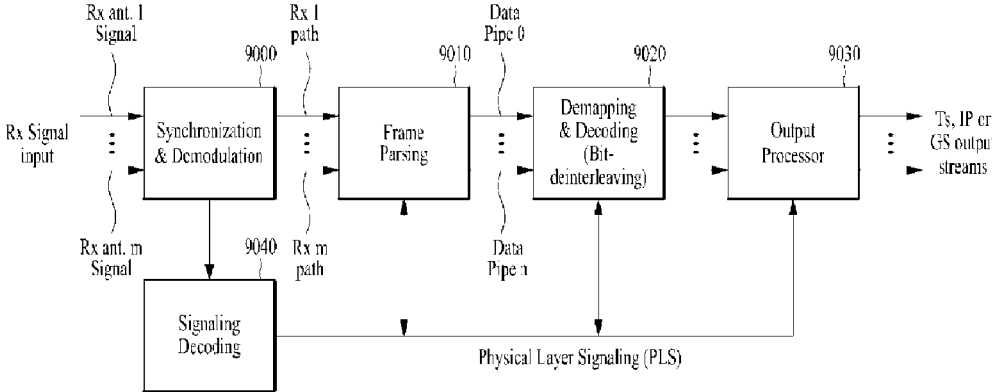 Rx ant. 1
Signal
Rx 1
path
Data
Pipe 0
9000
9010
9020
9030
Rx Signal
input
Synchronization
& Demodulation
Frame
Parsing
Demapping
& Decoding
(Bit-
deinterleaving)
Output
Processor
Ts, IP or
GS output
streams
Rx ant. m
Signal
Rx m
path
Data
Pipe n
9040
Signaling
Decoding
Physical Layer Signaling (PLS)